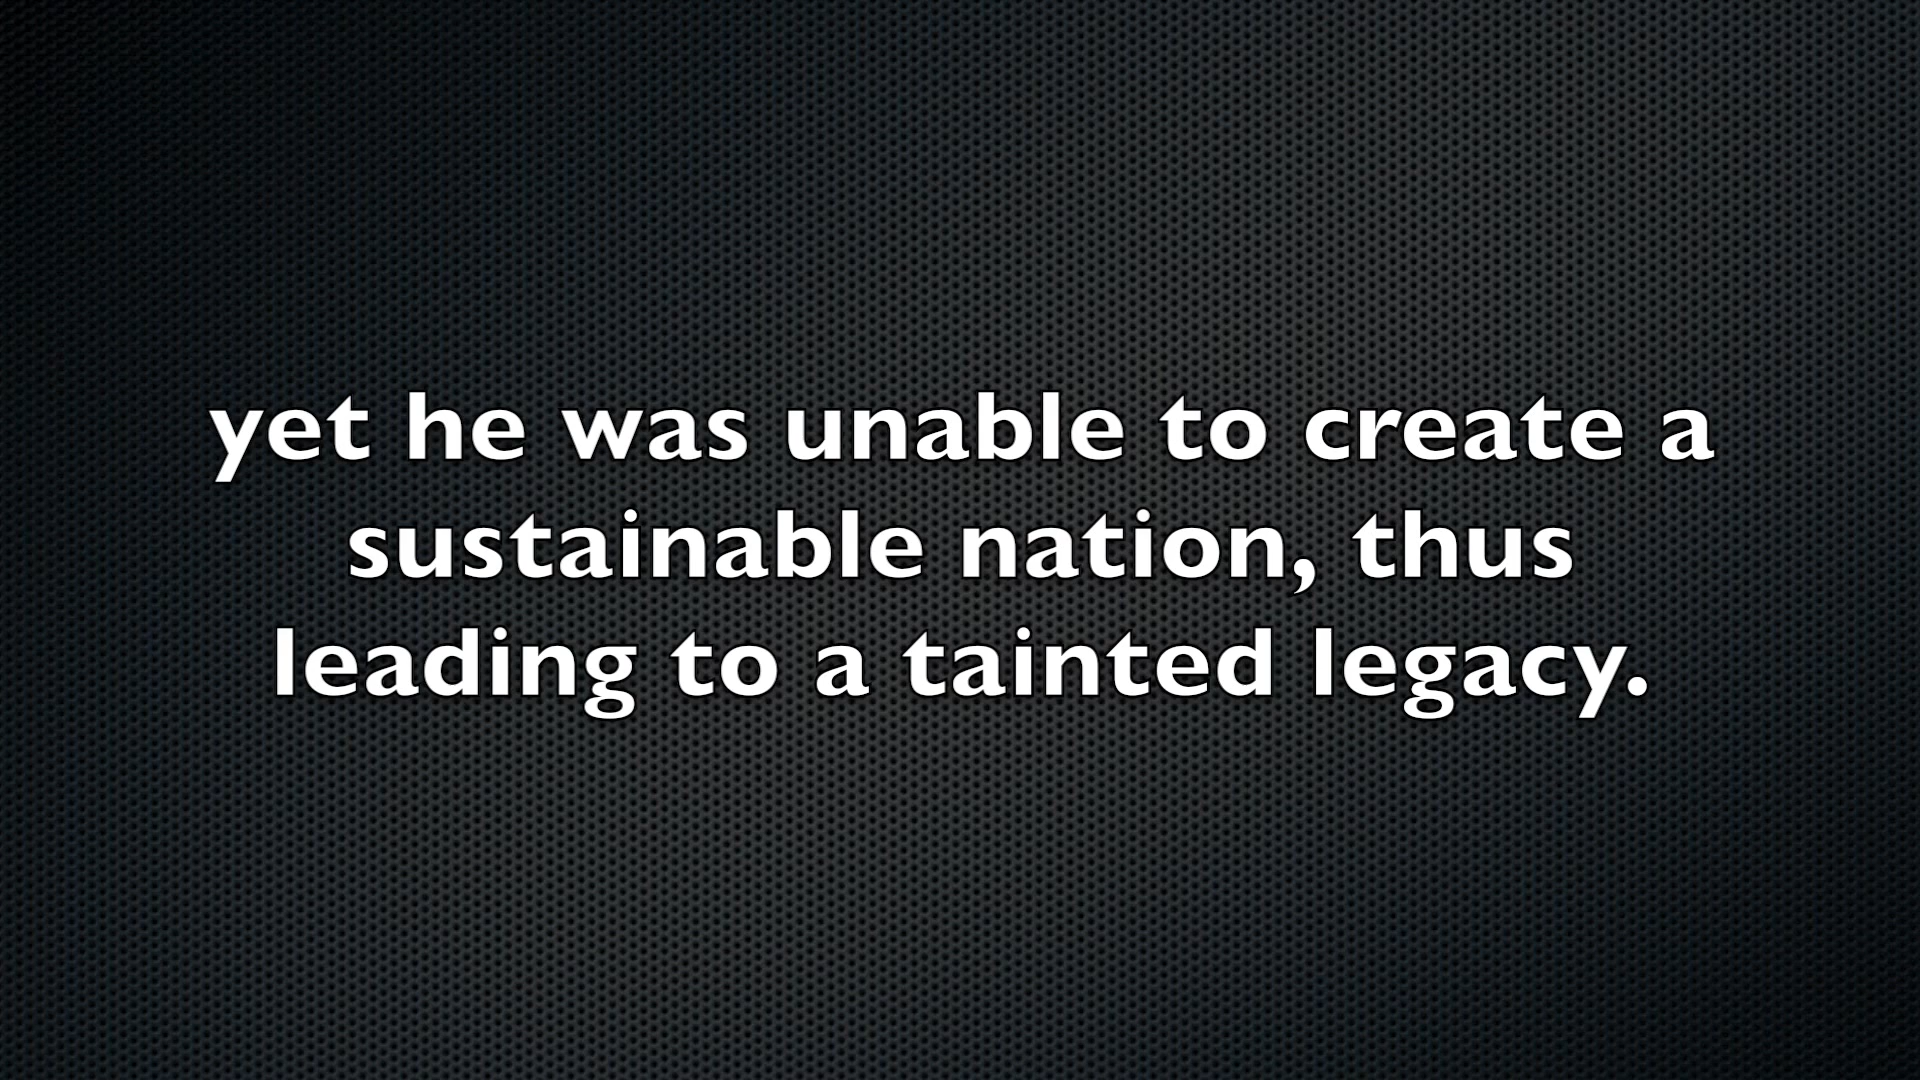 yet he was unable to create a
sustainable nation, thus
leading to a tainted legacy.